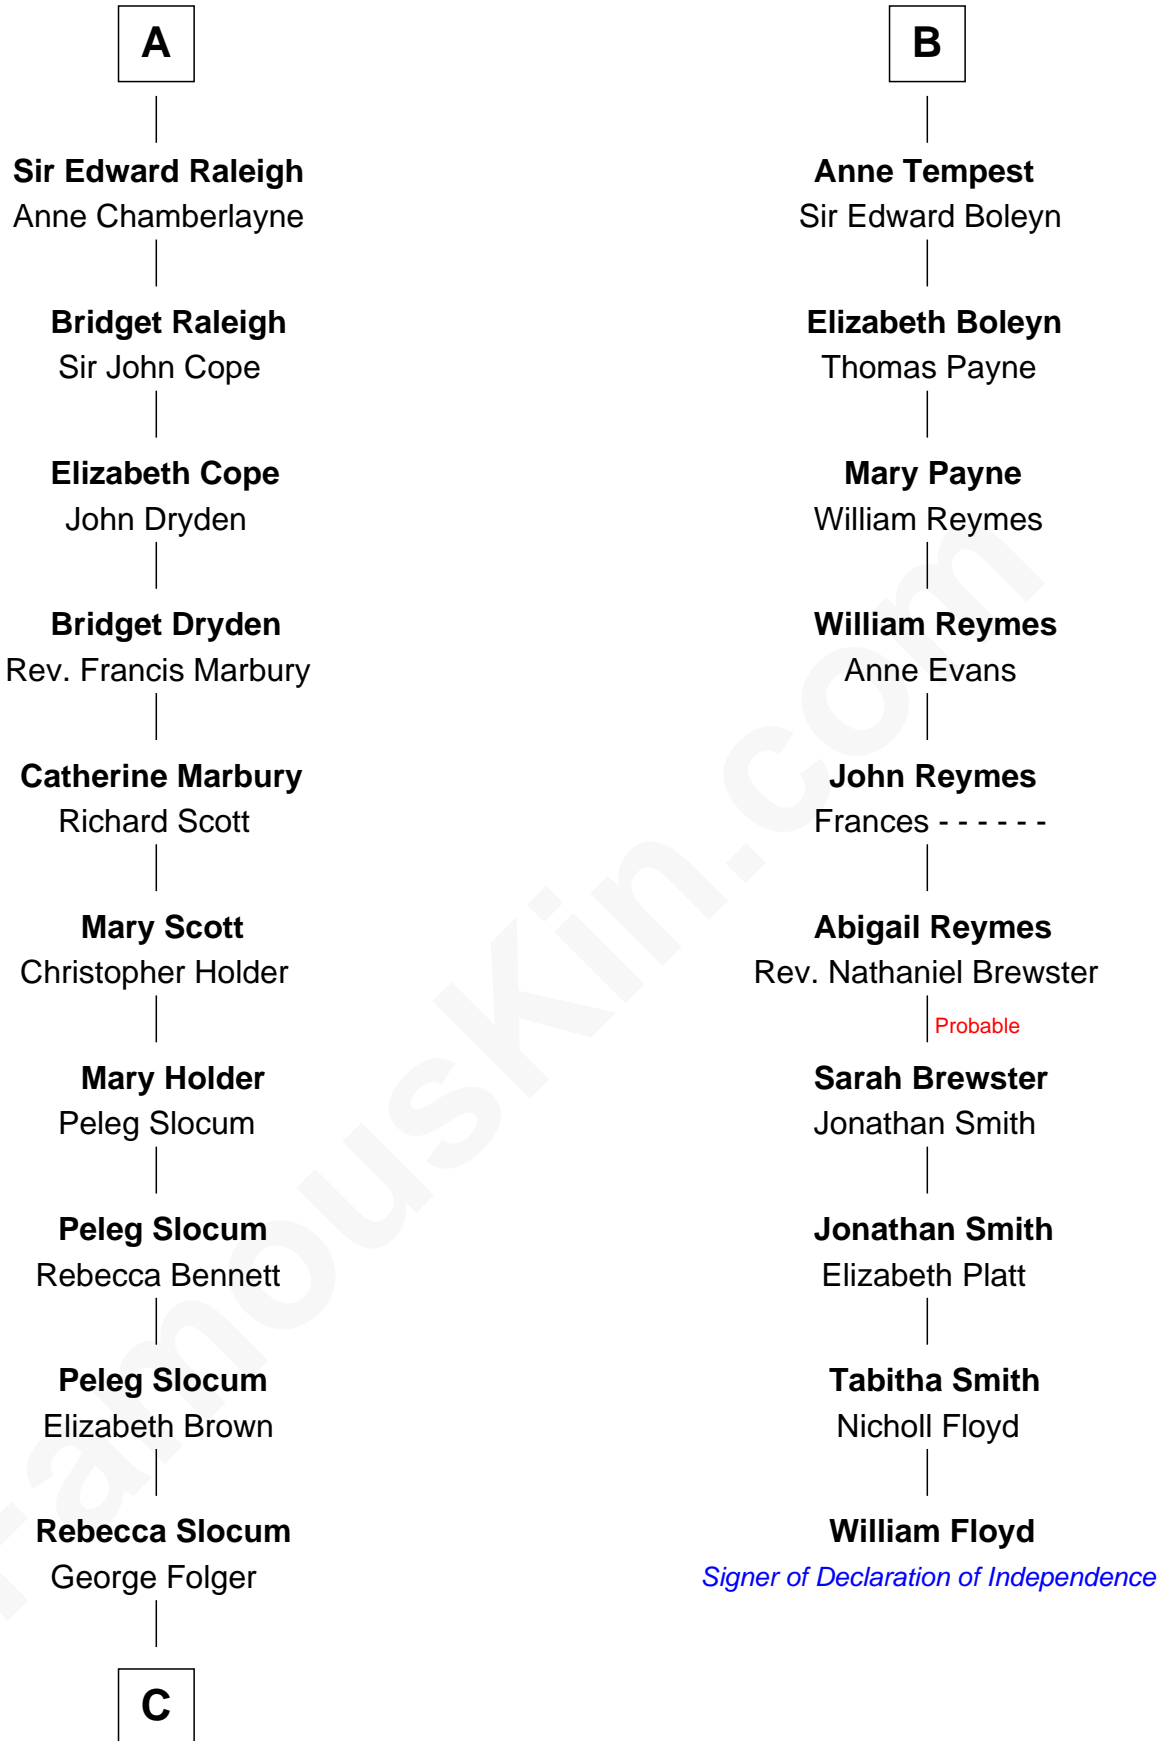 A
Sir Edward Raleigh
Anne Chamberlayne
Bridget Raleigh
Sir John Cope
Elizabeth Cope
John Dryden
Bridget Dryden
Rev. Francis Marbury
Catherine Marbury
Richard Scott
Mary Scott
Christopher Holder
Mary Holder
Peleg Slocum
Peleg Slocum
Rebecca Bennett
Peleg Slocum
Elizabeth Brown
Rebecca Slocum
George Folger
C
B
Anne Tempest
Sir Edward Boleyn
Elizabeth Boleyn
Thomas Payne
Mary Payne
William Reymes
William Reymes
Anne Evans
John Reymes
Frances - - - - - -
Abigail Reymes
Rev. Nathaniel Brewster
Probable
Sarah Brewster
Jonathan Smith
Jonathan Smith
Elizabeth Platt
Tabitha Smith
Nicholl Floyd
William Floyd
Signer of Declaration of Independence
FamousKin.com